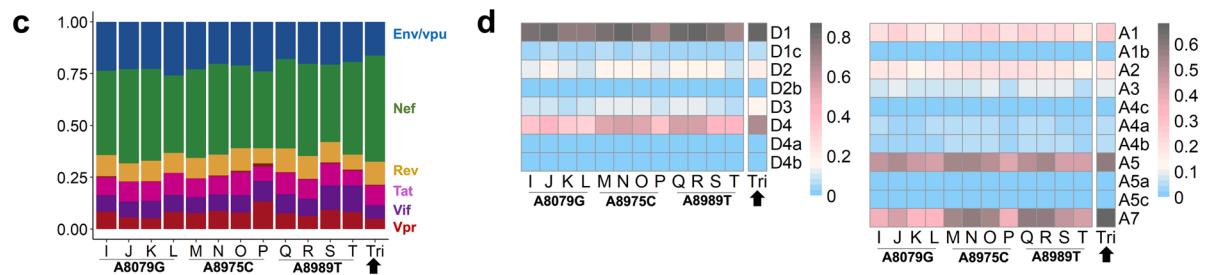 c
1.00
0.75
0.50
0.25
0.00
Env/vpu
Nef
Rev
Tat
Vif
Vpr
I J K L M N O P Q R S T Tri
A8079G A8975C A8989T
d
D1
D1c
D2
D2b
D3
D4
D4a
D4b
I J K L M N O P Q R S T Tri
A8079G A8975C A8989T
0.8
0.6
0.4
0.2
0
A1
A1b
A2
A3
A4c
A4a
A4b
A5
A5a
A5c
A7
I J K L M N O P Q R S T Tri
A8079G A8975C A8989T
0.6
0.5
0.4
0.3
0.2
0.1
0